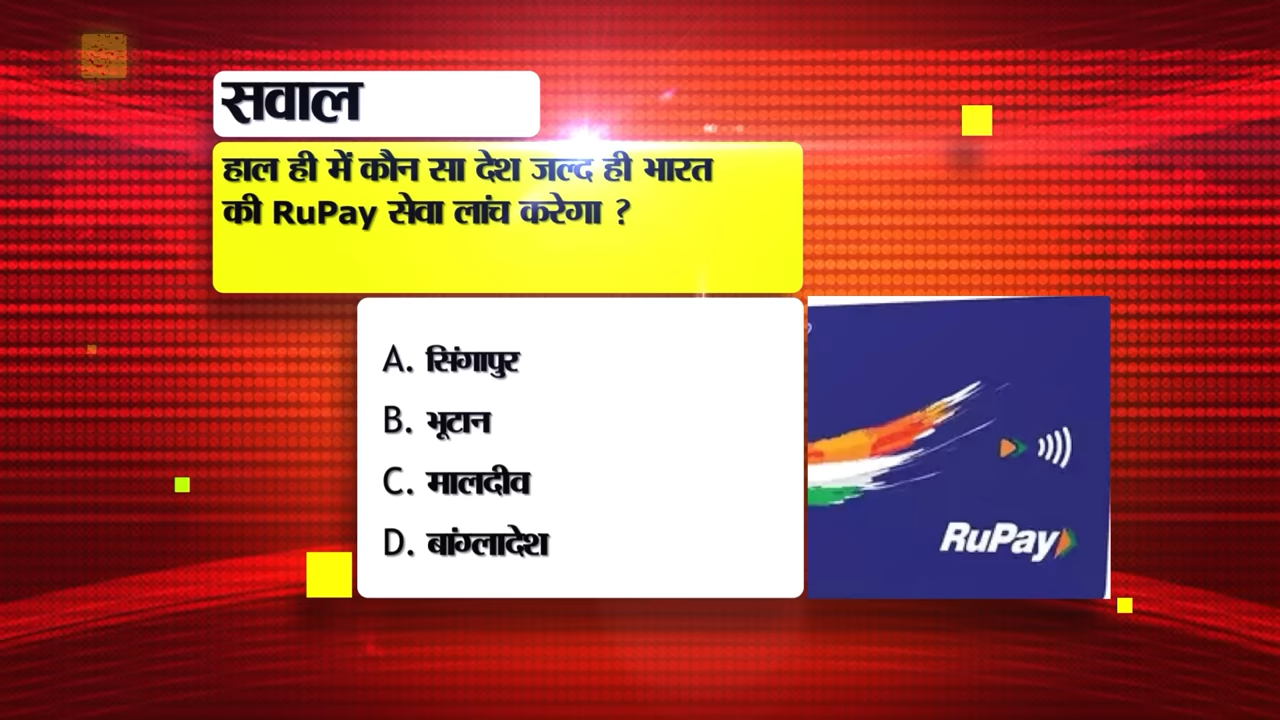 सवाल
हाल ही में कौन सा देश जल्द ही भारत
की RuPay सेवा लांच करेगा ?
A. सिंगापुर
B. भूटान
C. मालदीव
D. बांग्लादेश
RuPay